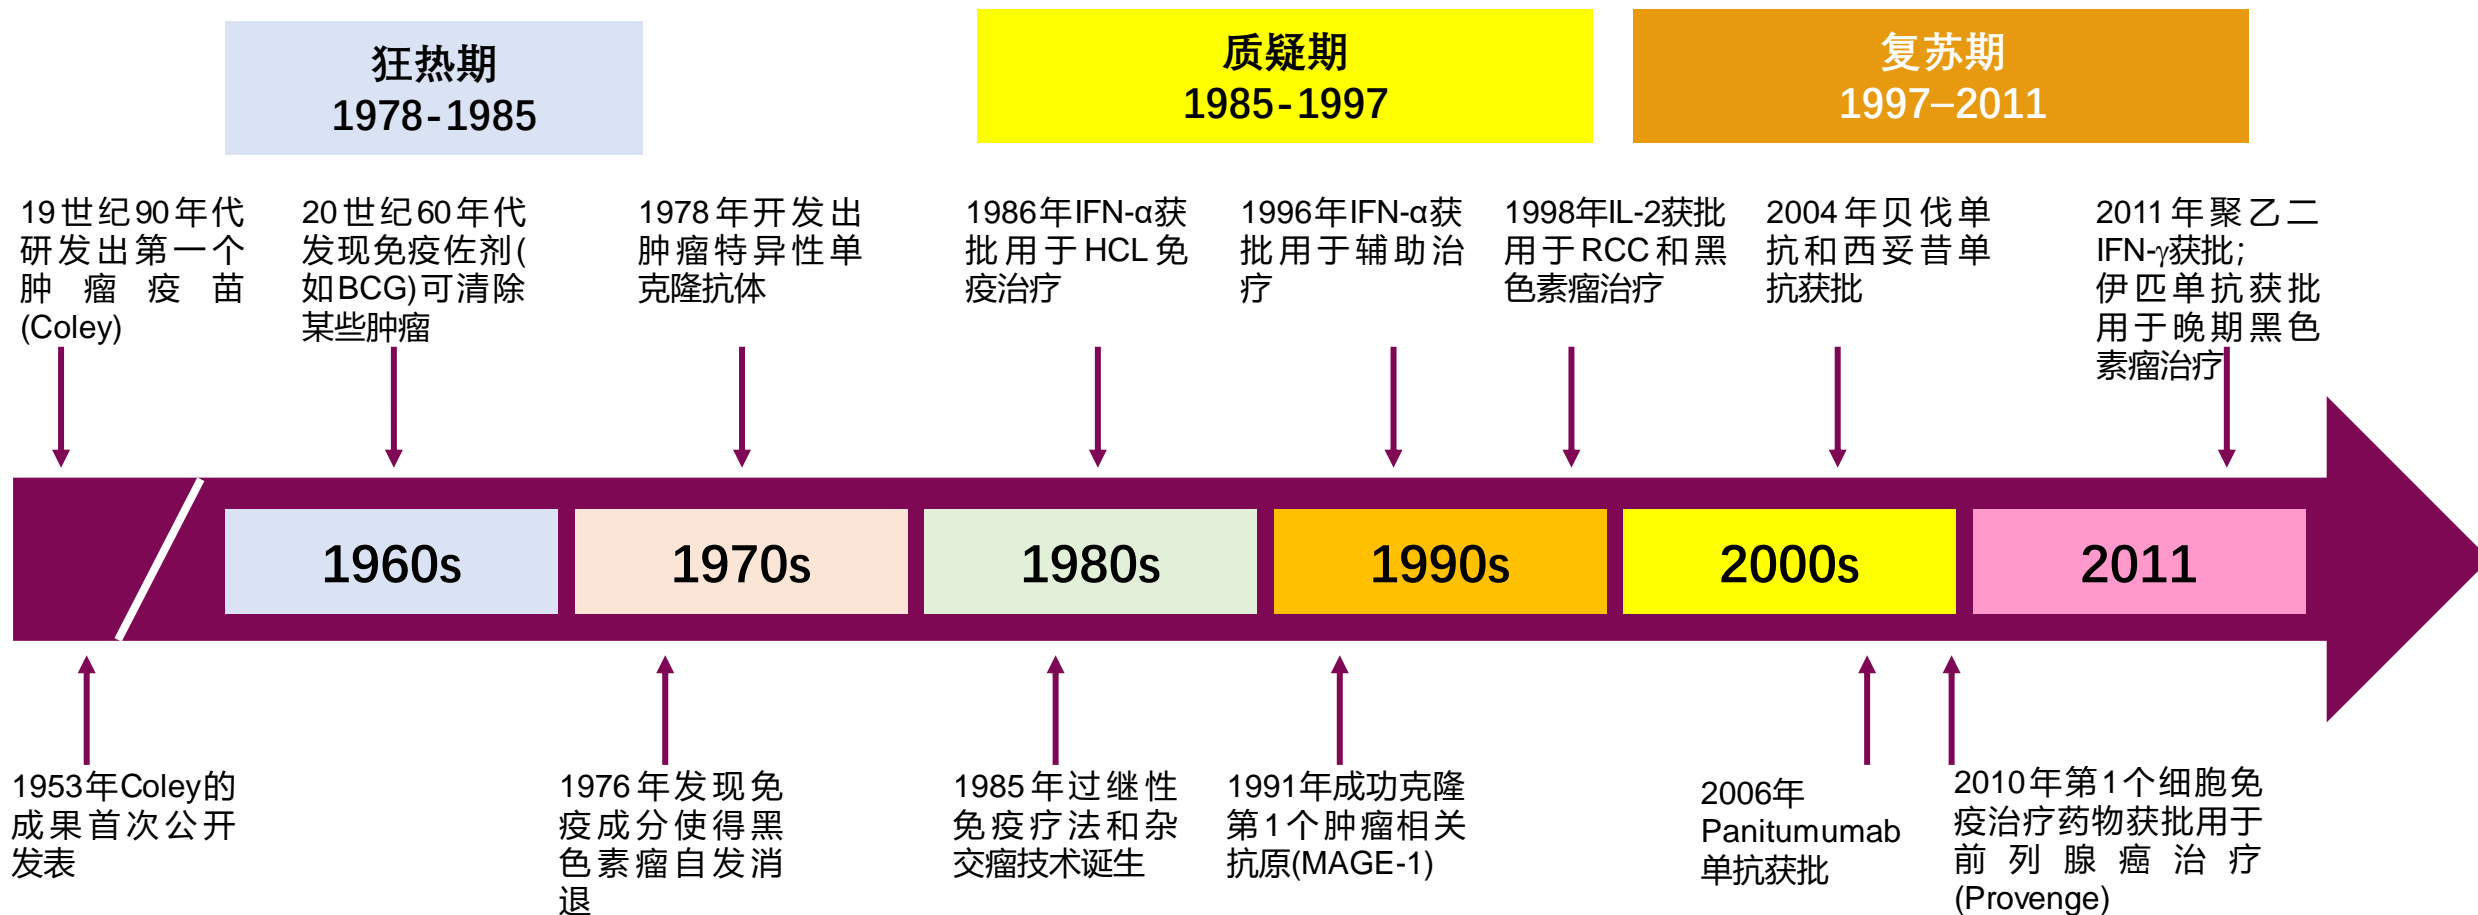 狂热期
1978-1985
质疑期
1985-1997
复苏期
1997–2011
19世纪90年代
研发出第一个
肿瘤疫苗
(Coley)
20世纪60年代
发现免疫佐剂(
如BCG)可清除
某些肿瘤
1978年开发出
肿瘤特异性单
克隆抗体
1986年IFN-α获
批用于HCL免
疫治疗
1996年IFN-α获
批用于辅助治
疗
1998年IL-2获批
用于RCC和黑
色素瘤治疗
2004年贝伐单
抗和西妥昔单
抗获批
2011年聚乙二
IFN-γ获批；
伊匹单抗获批
用于晚期黑色
素瘤治疗
1960s
1970s
1980s
1990s
2000s
2011
1953年Coley的
成果首次公开
发表
1976年发现免
疫成分使得黑
色素瘤自发消
退
1985年过继性
免疫疗法和杂
交瘤技术诞生
1991年成功克隆
第1个肿瘤相关
抗原(MAGE-1)
2006年
Panitumumab
单抗获批
2010年第1个细胞免
疫治疗药物获批用于
前列腺癌治疗
(Provenge)